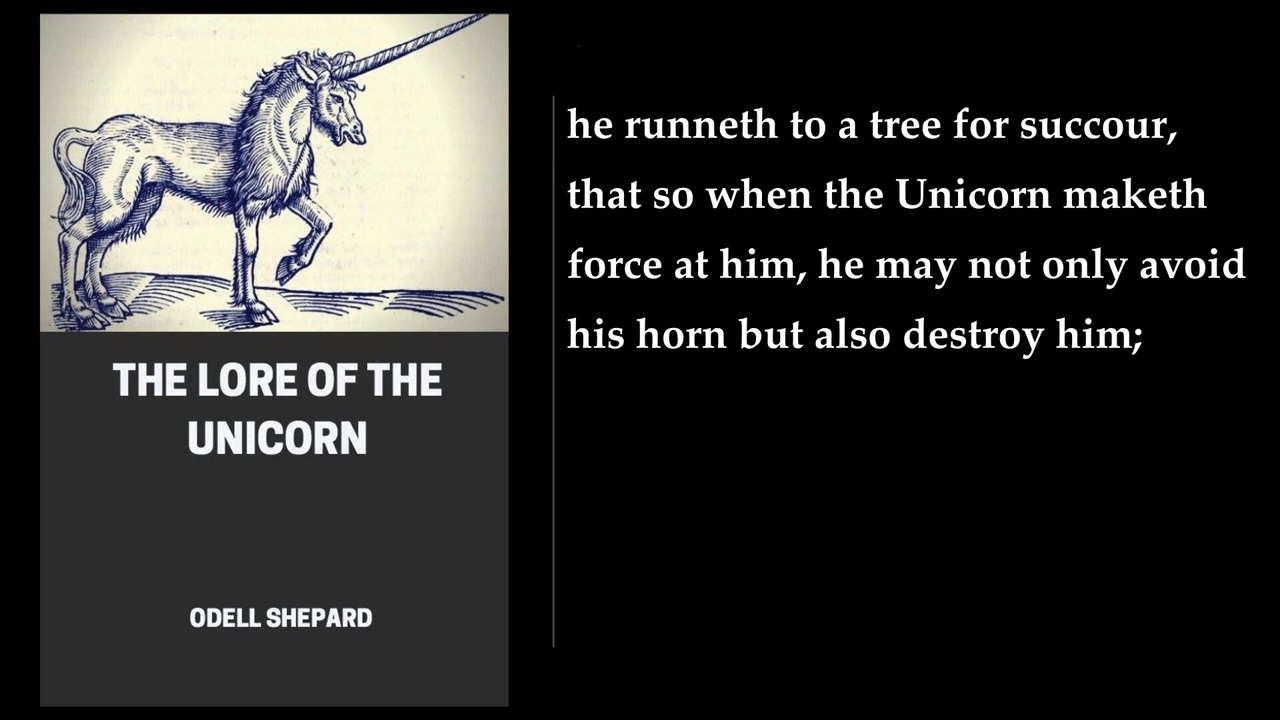 THE LORE OF THE
UNICORN
ODELL SHEPARD
he runneth to a tree for succour,
that so when the Unicorn maketh
force at him, he may not only avoid
his horn but also destroy him;